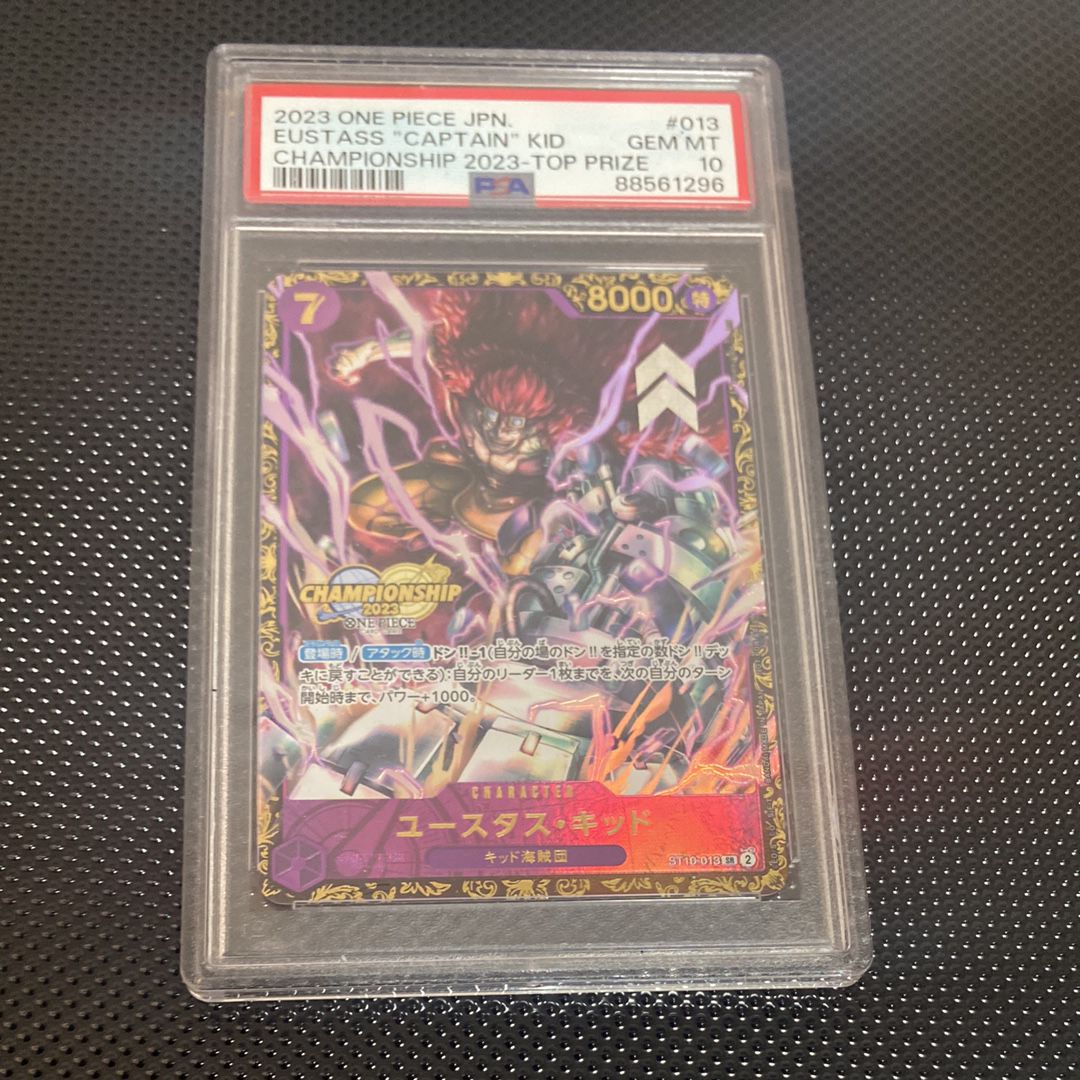 2023 ONE PIECE JPN. #013
EUSTASS "CAPTAIN" KID GEM MT
CHAMPIONSHIP 2023-TOP PRIZE 10
PSA 88561296
7
8000 特
CHAMPIONSHIP
2023
ONE PIECE
CARD GAME
登場時 / アタック時 ドン!!-1(自分の場のドン!!を指定の数ドン!!デッ
キに戻すことができる):自分のリーダー1枚までを、次の自分のターン
開始時まで、パワー+1000。
CHARACTER
ユースタス・キッド
キッド海賊団
ST10-013 SR 2